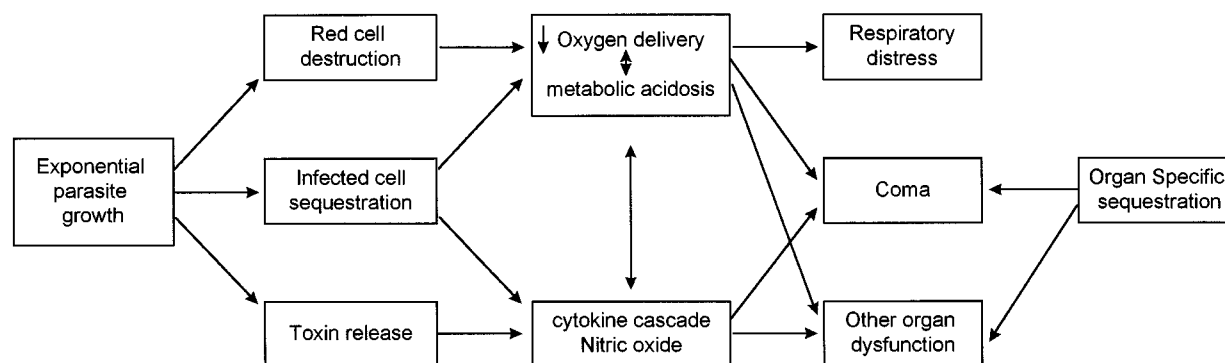 Red cell
destruction
Oxygen delivery
metabolic acidosis
Respiratory
distress
Exponential
parasite
growth
Infected cell
sequestration
Coma
Organ Specific
sequestration
Toxin release
cytokine cascade
Nitric oxide
Other organ
dysfunction